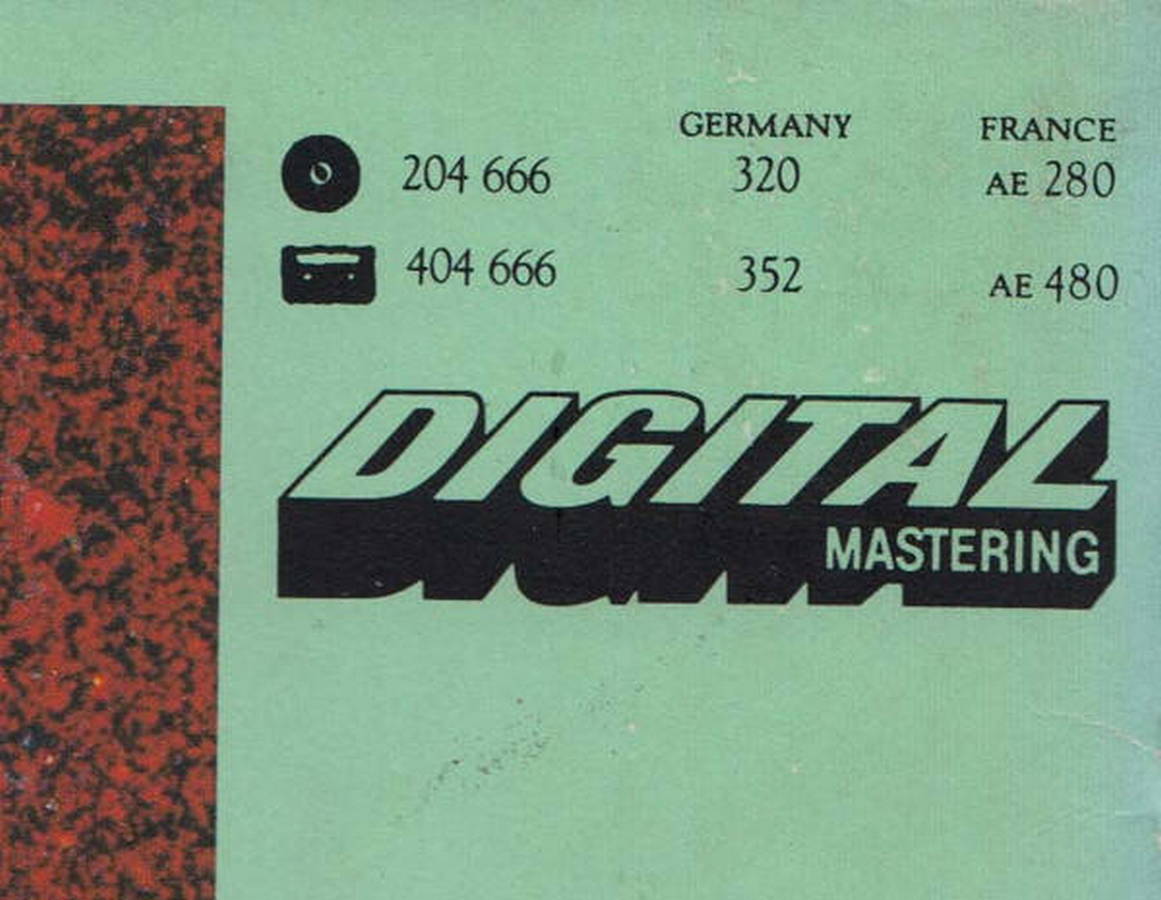 GERMANY FRANCE
204 666 320 AE 280
404 666 352 AE 480
DIGITAL
MASTERING